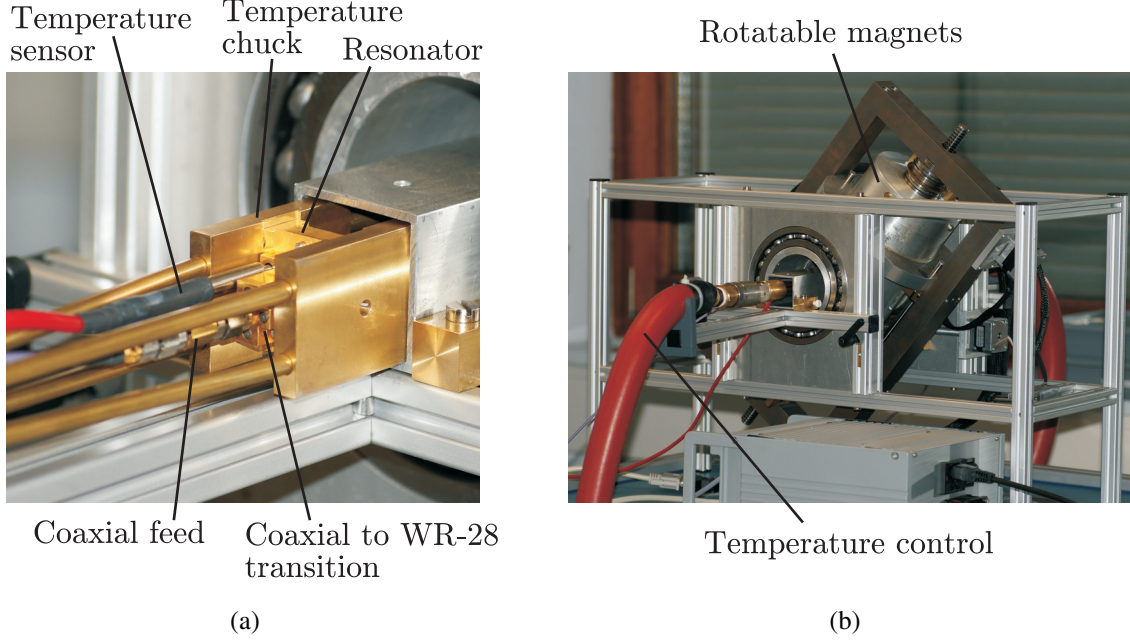 Temperature
sensor
Temperature
chuck
Resonator
Rotatable magnets
Coaxial feed
Coaxial to WR-28
transition
Temperature control
(a)
(b)